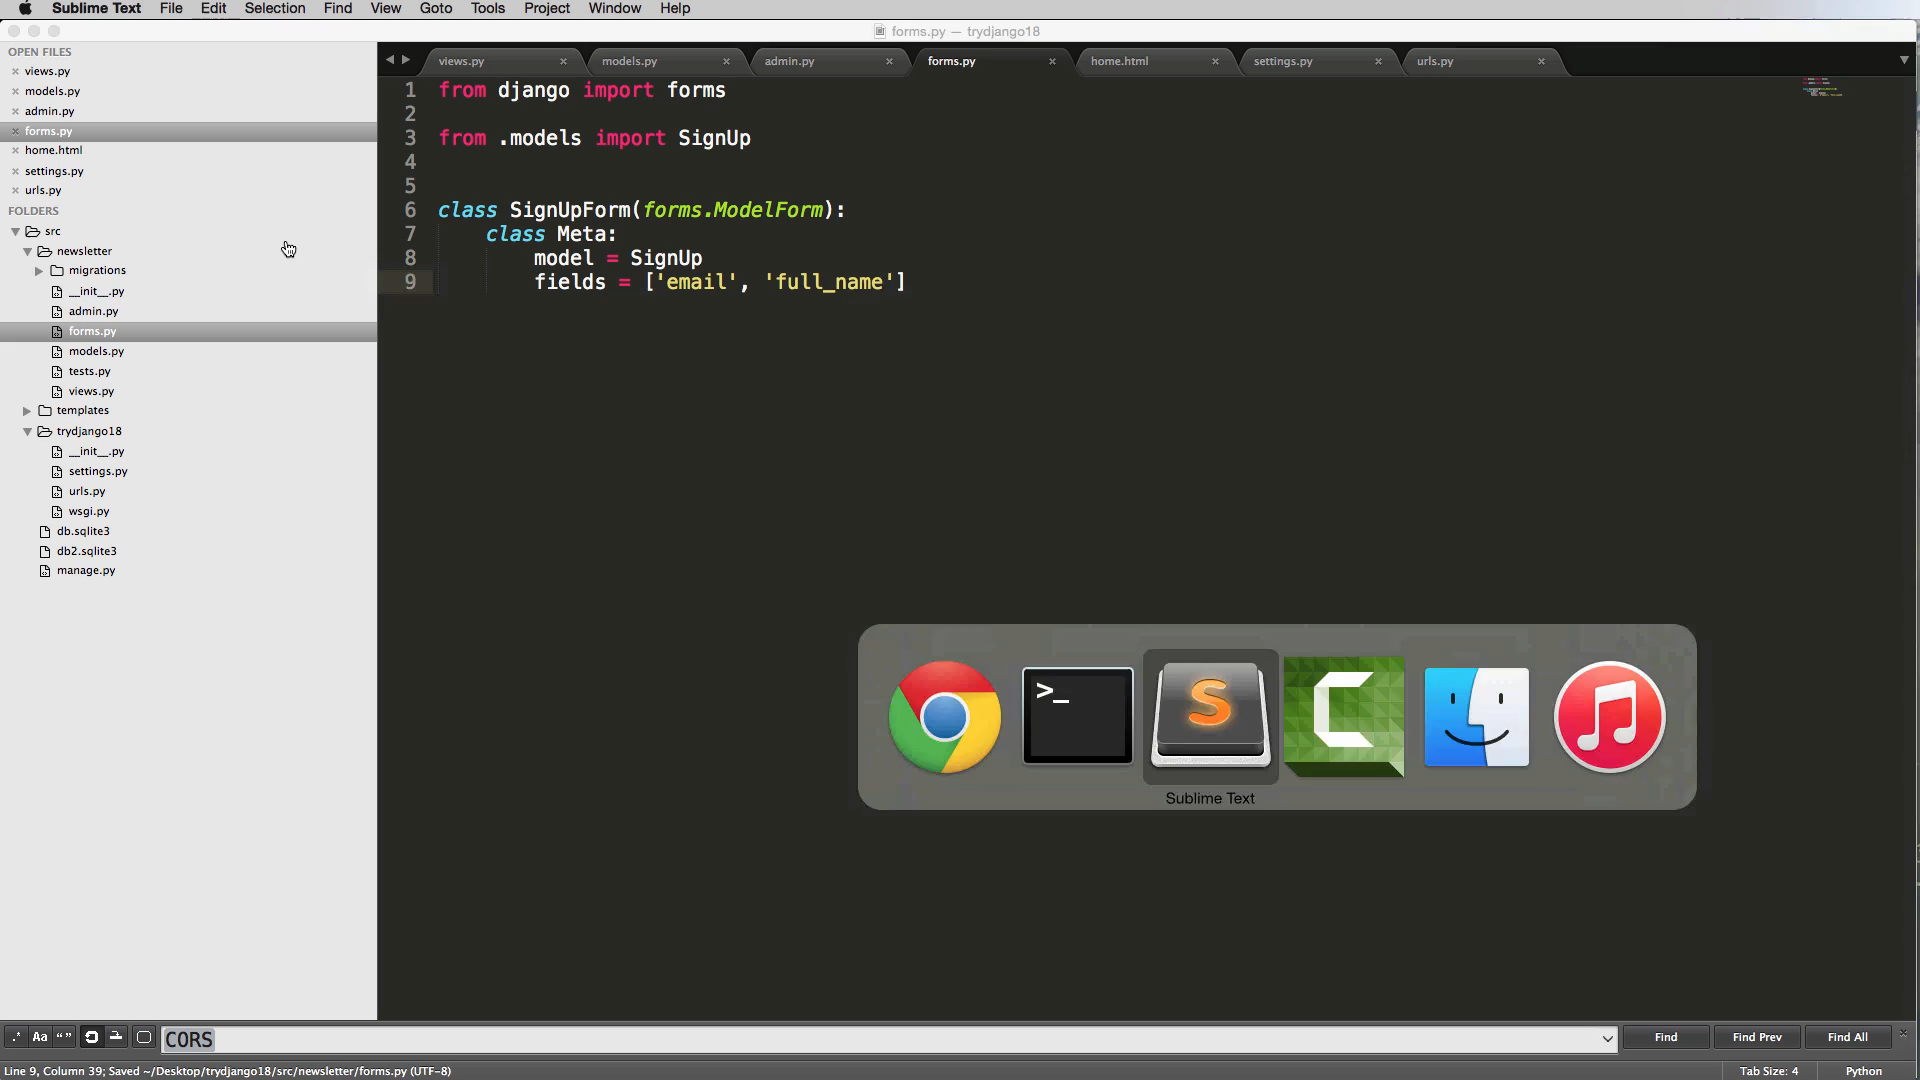 Sublime Text File Edit Selection Find View Goto Tools Project Window Help
forms.py — trydjango18
OPEN FILES
views.py
models.py
admin.py
forms.py
home.html
settings.py
urls.py
FOLDERS
src
newsletter
migrations
__init__.py
admin.py
forms.py
models.py
tests.py
views.py
templates
trydjango18
__init__.py
settings.py
urls.py
wsgi.py
db.sqlite3
db2.sqlite3
manage.py
views.py models.py admin.py forms.py home.html settings.py urls.py
1 from django import forms
2
3 from .models import SignUp
4
5
6 class SignUpForm(forms.ModelForm):
7 class Meta:
8 model = SignUp
9 fields = ['email', 'full_name']
>_
S
C
Sublime Text
.* Aa “ ” CORS Find Find Prev Find All
Line 9, Column 39; Saved ~/Desktop/trydjango18/src/newsletter/forms.py (UTF-8) Tab Size: 4 Python